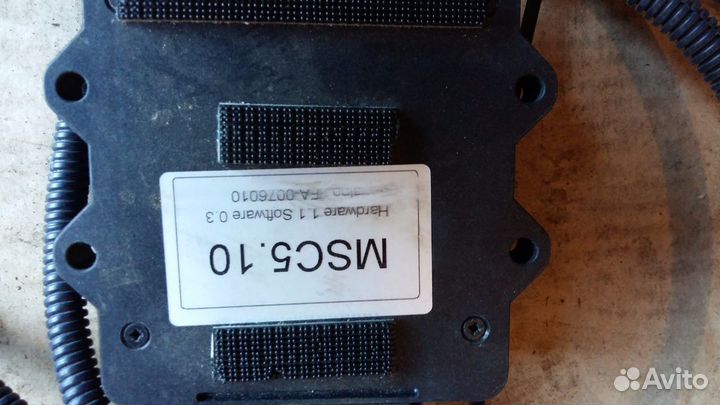 MSC5.10
Hardware 1.1 Software 0.3
FA-0076010
Avito